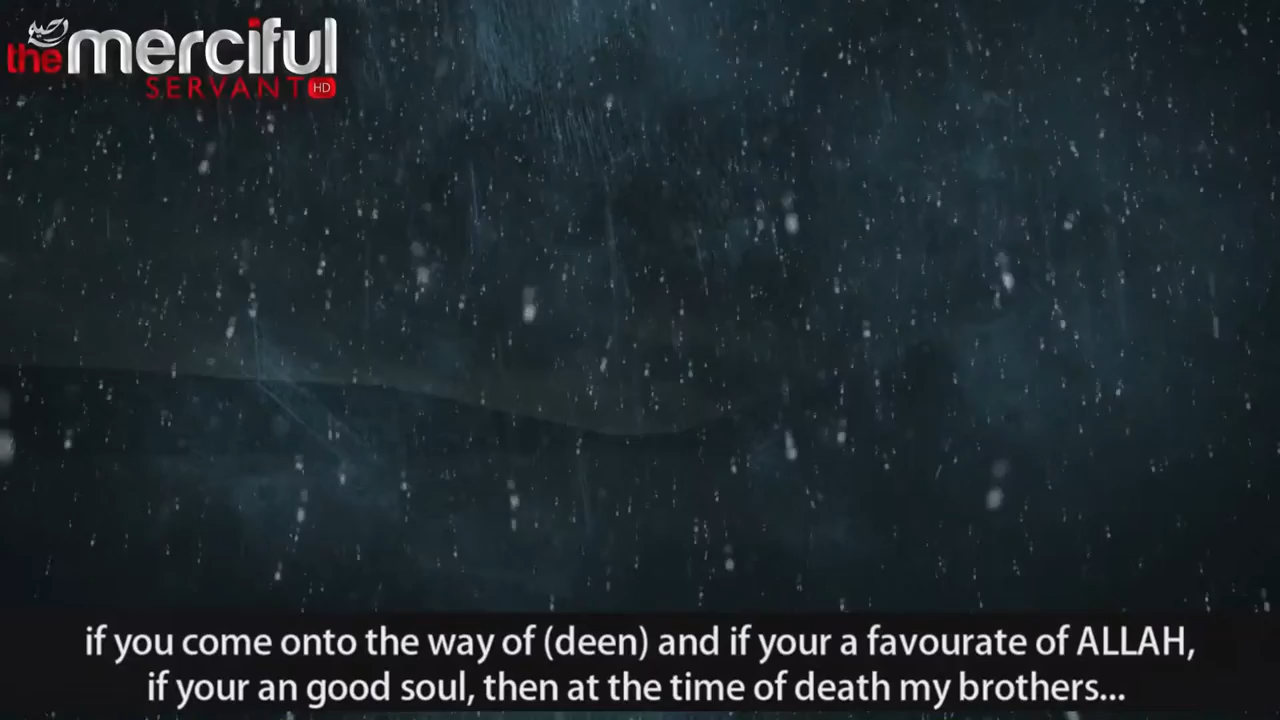 رحيم
the merciful
SERVANT HD
if you come onto the way of (deen) and if your a favourate of ALLAH,
if your an good soul, then at the time of death my brothers...